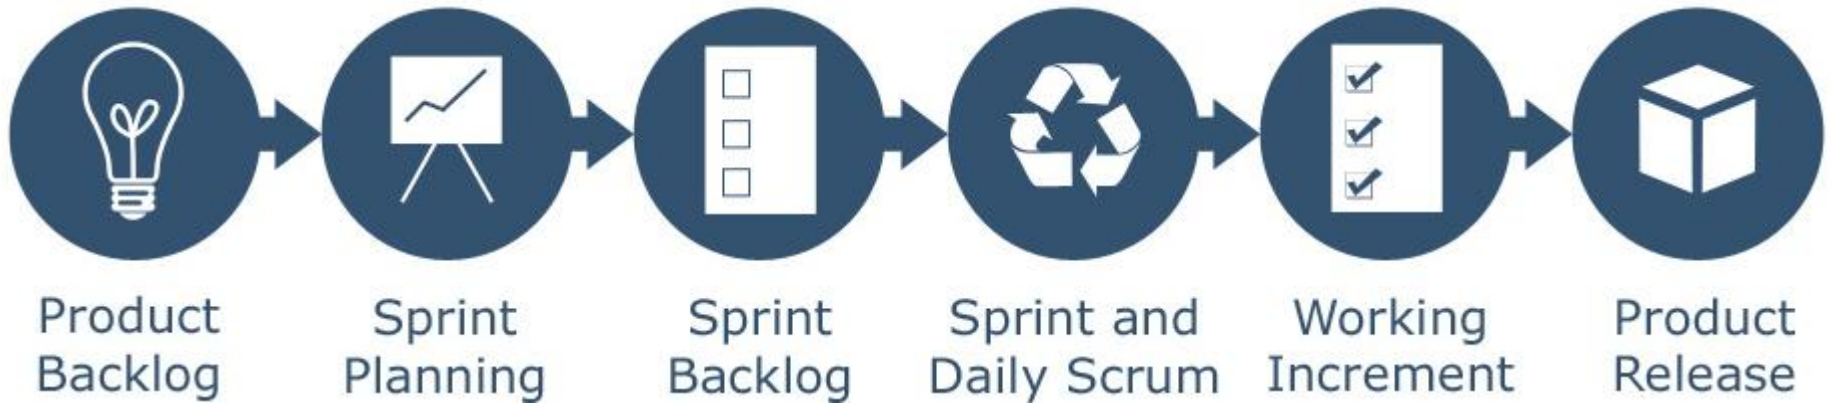 Product
Backlog
Sprint
Planning
Sprint
Backlog
Sprint and
Daily Scrum
Working
Increment
Product
Release